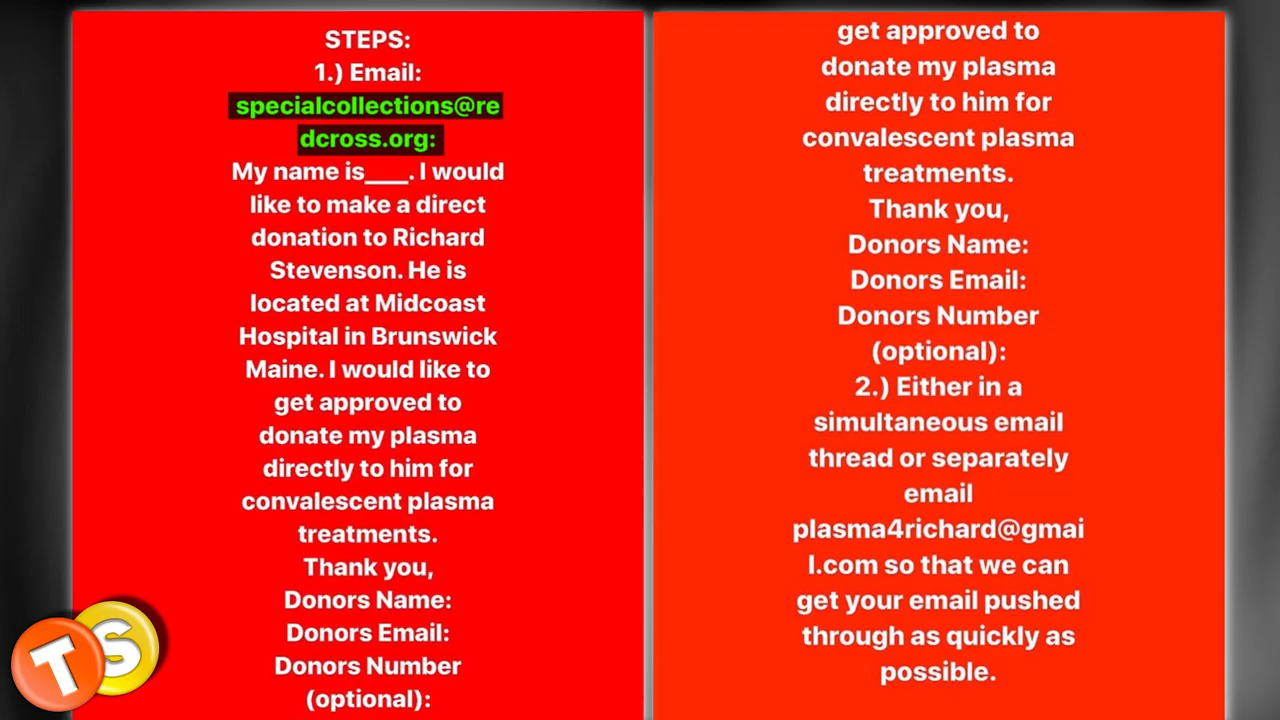 STEPS:
1.) Email:
specialcollections@re
dcross.org:
My name is____. I would
like to make a direct
donation to Richard
Stevenson. He is
located at Midcoast
Hospital in Brunswick
Maine. I would like to
get approved to
donate my plasma
directly to him for
convalescent plasma
treatments.
Thank you,
Donors Name:
Donors Email:
Donors Number
(optional):
get approved to
donate my plasma
directly to him for
convalescent plasma
treatments.
Thank you,
Donors Name:
Donors Email:
Donors Number
(optional):
2.) Either in a
simultaneous email
thread or separately
email
plasma4richard@gmai
l.com so that we can
get your email pushed
through as quickly as
possible.
TS